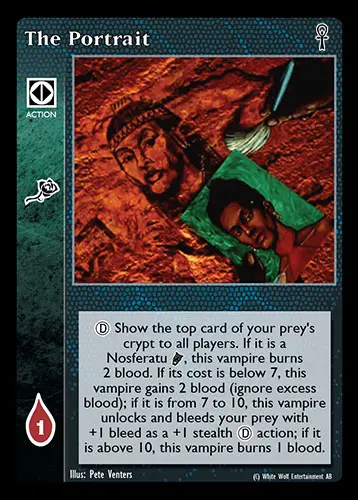 The Portrait
ACTION
Ⓓ Show the top card of your prey's
crypt to all players. If it is a
Nosferatu , this vampire burns
2 blood. If its cost is below 7, this
vampire gains 2 blood (ignore excess
blood); if it is from 7 to 10, this vampire
unlocks and bleeds your prey with
+1 bleed as a +1 stealth Ⓓ action; if it
is above 10, this vampire burns 1 blood.
1
Illus: Pete Venters
(C) White Wolf Entertainment AB